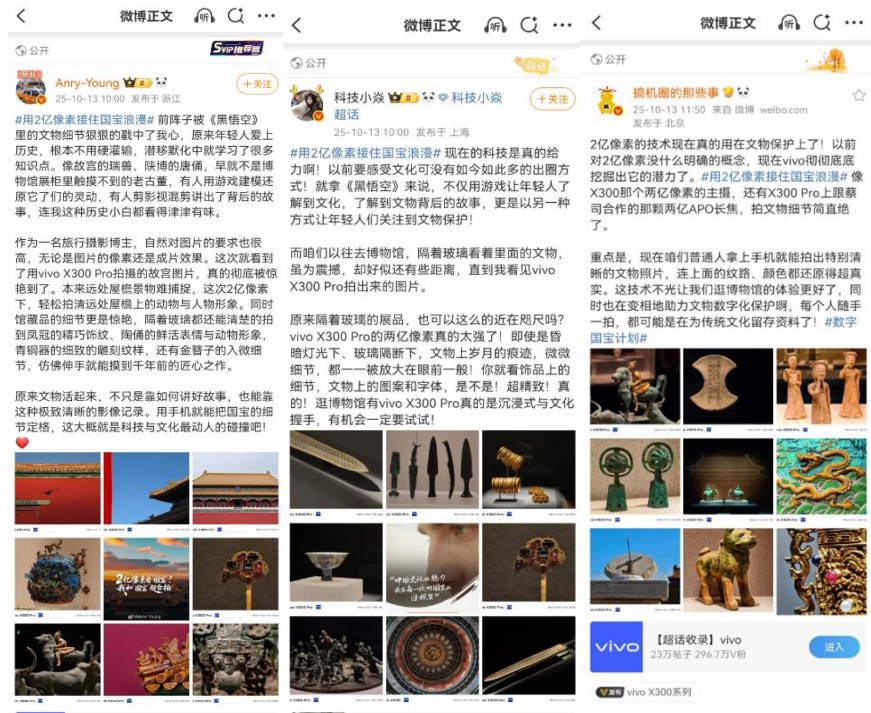 微博正文
听
公开
SVIP推荐官
Anry-Young
25-10-13 10:00 发布于 浙江
+关注
#用2亿像素接住国宝浪漫# 前阵子被《黑悟空》
里的文物细节狠狠的戳中了我心，原来年轻人爱上
历史，根本不用硬灌输，潜移默化中就学习了很多
知识点。像故宫的瑞兽、陕博的唐俑，早就不是博
物馆展柜里触摸不到的老古董，有人用游戏建模还
原它了们的灵动，有人剪影视混剪讲出了背后的故
事，连我这种历史小白都看得津津有味。
作为一名旅行摄影博主，自然对图片的要求也很
高，无论是图片的像素还是成片效果。这次就看到
了用vivo X300 Pro拍摄的故宫图片，真的彻底被惊
艳到了。本来远处屋檐景物难捕捉，这次2亿像素
下，轻松拍清远处屋檐上的动物与人物形象。同时
馆藏品的细节更是惊艳，隔着玻璃都还能清楚的拍
到凤冠的精巧饰纹、陶俑的鲜活表情与动物形象，
青铜器的细致的雕刻纹样，还有金簪子的入微细
节，仿佛伸手就能摸到千年前的匠心之作。
原来文物活起来，不只是靠如何讲好故事，也能靠
这种极致清晰的影像记录。用手机就能把国宝的细
节定格，这大概就是科技与文化最动人的碰撞吧！
2亿像素看国宝！
我和国宝超会拍
@Anry-Young
微博正文
听
公开
超话
科技小焱
科技小焱
超话
25-10-13 10:00 发布于 上海
+关注
#用2亿像素接住国宝浪漫# 现在的科技是真的给
力啊！以前要感受文化可没有如今如此多的出圈方
式！就拿《黑悟空》来说，不仅用游戏让年轻人了
解到文化，了解到文物背后的故事，更是以另一种
方式让年轻人们关注到文物保护！
而咱们以往去博物馆，隔着玻璃看着里面的文物，
虽为震撼，却好似还有些距离，直到我看见vivo
X300 Pro拍出来的图片。
原来隔着玻璃的展品，也可以这么的近在咫尺吗？
vivo X300 Pro的两亿像素真的太强了！即使是昏
暗灯光下、玻璃隔断下，文物上岁月的痕迹，微微
细节，都一一被放大在眼前一般！你就看饰品上的
细节，文物上的图案和字体，是不是！超精致！真
的！逛博物馆有vivo X300 Pro真的是沉浸式与文化
握手，有机会一定要试试！
“中国文化的魅力
微博正文
听
公开
搞机圈的那些事
25-10-13 11:50 来自 微博 weibo.com
发布于 北京
2亿像素的技术现在真的用在文物保护上了！以前
对2亿像素没什么明确的概念，现在vivo彻彻底底
挖掘出它的潜力了。#用2亿像素接住国宝浪漫# 像
X300那个两亿像素的主摄，还有X300 Pro上跟蔡
司合作的那颗两亿APO长焦，拍文物细节简直绝
了。
重点是，现在咱们普通人拿上手机就能拍出特别清
晰的文物照片，连上面的纹路、颜色都还原得超真
实。这技术不光让我们逛博物馆的体验更好了，同
时也在变相地助力文物数字化保护啊，每个人随手
一拍，都可能是在为传统文化留存资料了！#数字
国宝计划#
vivo
【超话收录】vivo
23万帖子 296.7万V粉
进入
V发布 vivo X300系列